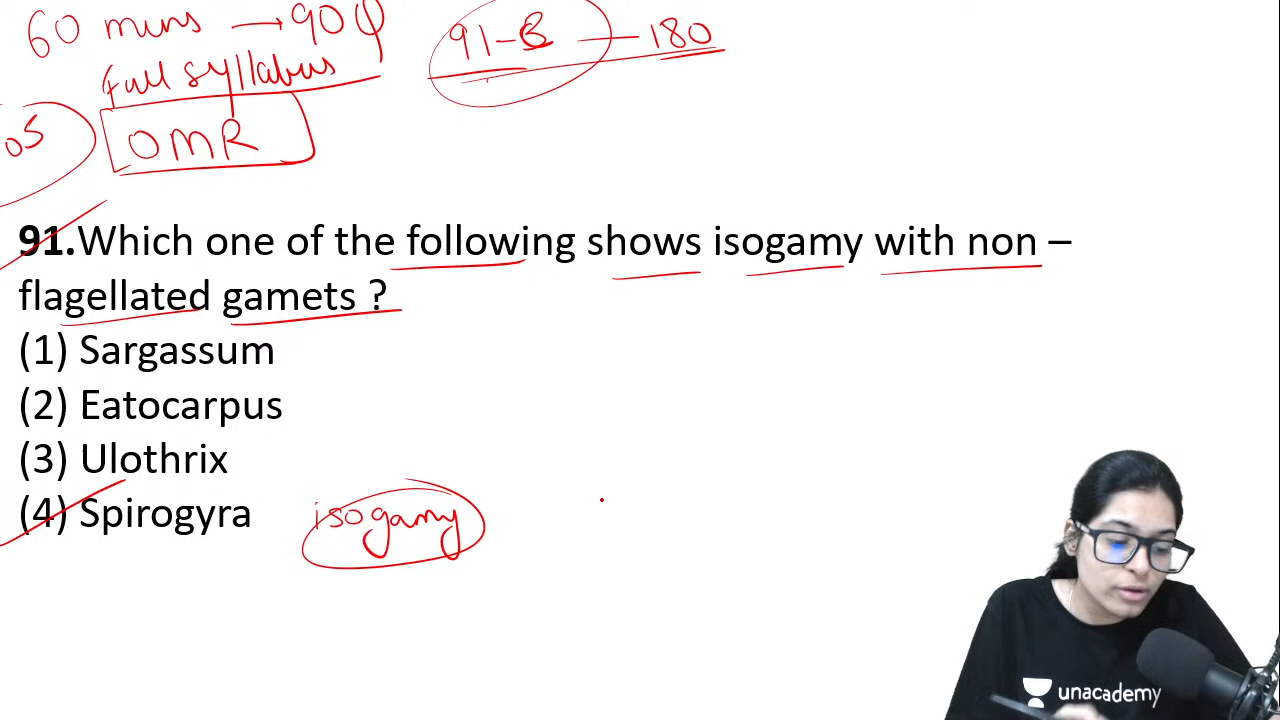 60 mins → 90 φ
full syllabus
91-B — 180
os
OMR
91.Which one of the following shows isogamy with non –
flagellated gamets ?
(1) Sargassum
(2) Eatocarpus
(3) Ulothrix
(4) Spirogyra
isogamy
unacademy